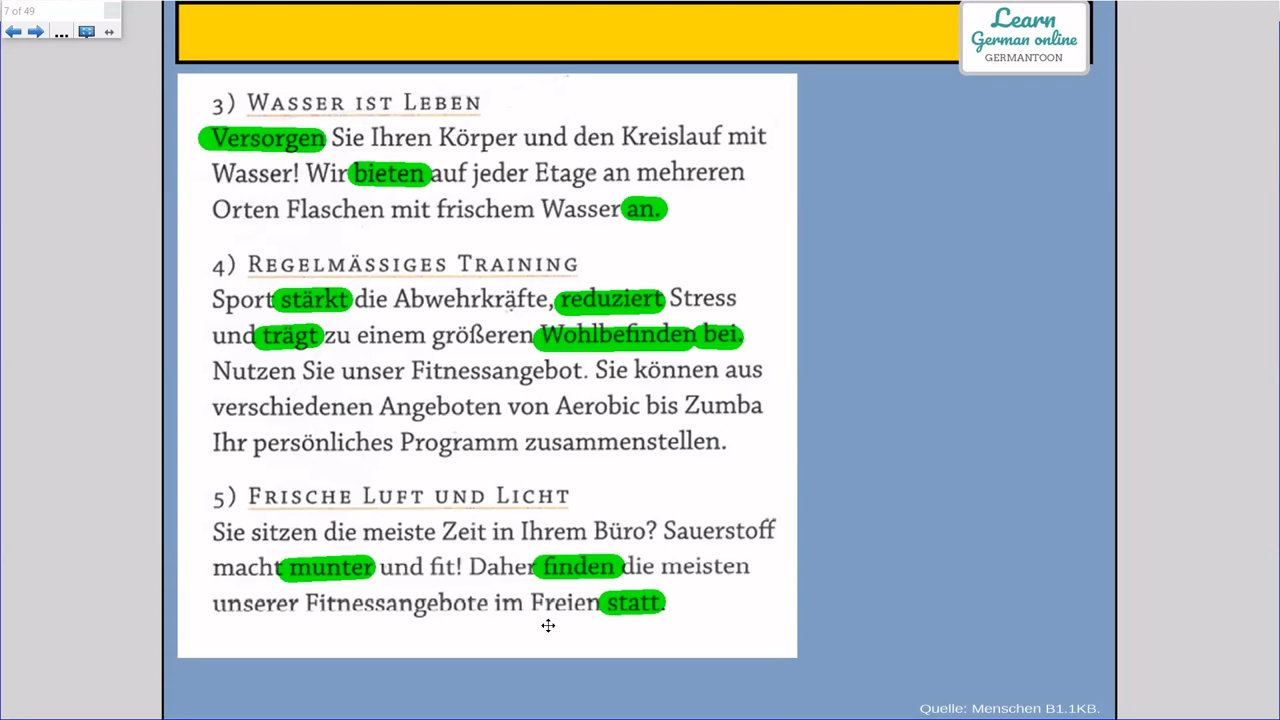 7 of 49
...
Learn
German online
GERMANTOON
3) WASSER IST LEBEN
Versorgen Sie Ihren Körper und den Kreislauf mit
Wasser! Wir bieten auf jeder Etage an mehreren
Orten Flaschen mit frischem Wasser an.
4) REGELMÄSSIGES TRAINING
Sport stärkt die Abwehrkräfte, reduziert Stress
und trägt zu einem größeren Wohlbefinden bei.
Nutzen Sie unser Fitnessangebot. Sie können aus
verschiedenen Angeboten von Aerobic bis Zumba
Ihr persönliches Programm zusammenstellen.
5) FRISCHE LUFT UND LICHT
Sie sitzen die meiste Zeit in Ihrem Büro? Sauerstoff
macht munter und fit! Daher finden die meisten
unserer Fitnessangebote im Freien statt.
Quelle: Menschen B1.1KB.